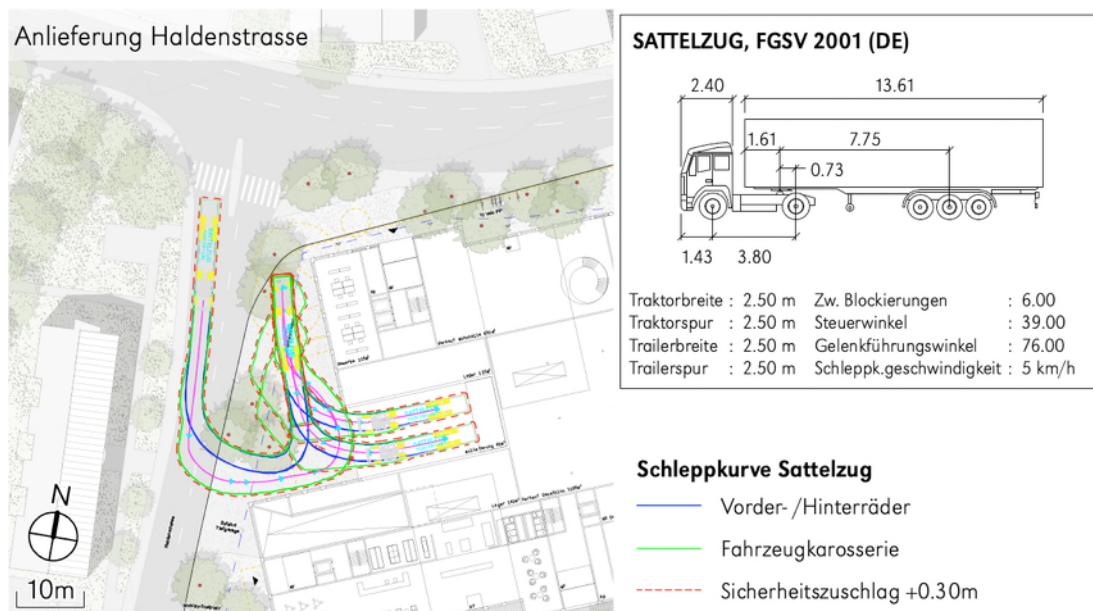 Anlieferung Haldenstrasse
SATTELZUG, FGSV 2001 (DE)
2.40
13.61
1.61
7.75
0.73
1.43
3.80
Traktorbreite : 2.50 m Zw. Blockierungen : 6.00
Traktorspur : 2.50 m Steuerwinkel : 39.00
Trailerbreite : 2.50 m Gelenkführungswinkel : 76.00
Trailerspur : 2.50 m Schleppk.geschwindigkeit : 5 km/h
Schleppkurve Sattelzug
Vorder- /Hinterräder
Fahrzeugkarosserie
Sicherheitszuschlag +0.30m
N
10m
SATTELZUG